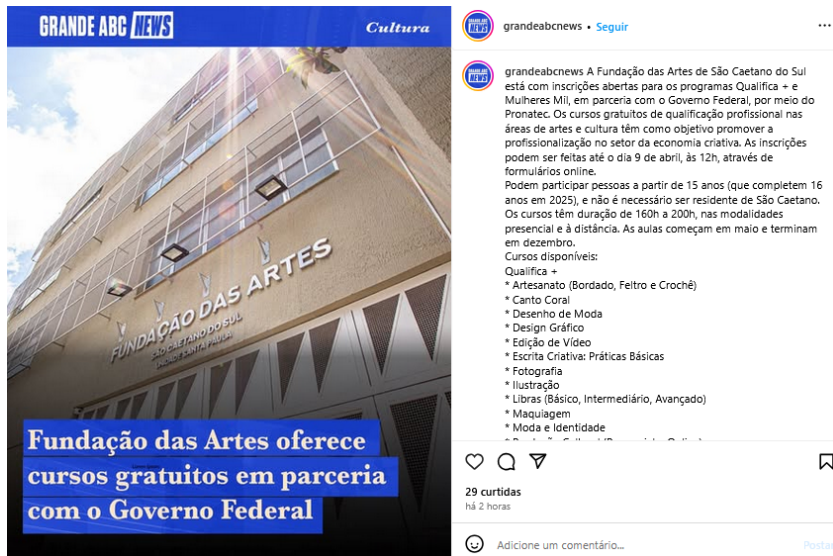 GRANDE ABC NEWS
Cultura
FUNDAÇÃO DAS ARTES
SÃO CAETANO DO SUL
UNIDADE SANTA PAULA
Fundação das Artes oferece
cursos gratuitos em parceria
com o Governo Federal
grandeabcnews • Seguir
grandeabcnews A Fundação das Artes de São Caetano do Sul
está com inscrições abertas para os programas Qualifica + e
Mulheres Mil, em parceria com o Governo Federal, por meio do
Pronatec. Os cursos gratuitos de qualificação profissional nas
áreas de artes e cultura têm como objetivo promover a
profissionalização no setor da economia criativa. As inscrições
podem ser feitas até o dia 9 de abril, às 12h, através de
formulários online.
Podem participar pessoas a partir de 15 anos (que completem 16
anos em 2025), e não é necessário ser residente de São Caetano.
Os cursos têm duração de 160h a 200h, nas modalidades
presencial e à distância. As aulas começam em maio e terminam
em dezembro.
Cursos disponíveis:
Qualifica +
* Artesanato (Bordado, Feltro e Crochê)
* Canto Coral
* Desenho de Moda
* Design Gráfico
* Edição de Vídeo
* Escrita Criativa: Práticas Básicas
* Fotografia
* Ilustração
* Libras (Básico, Intermediário, Avançado)
* Maquiagem
* Moda e Identidade
29 curtidas
há 2 horas
Adicione um comentário...
Postar